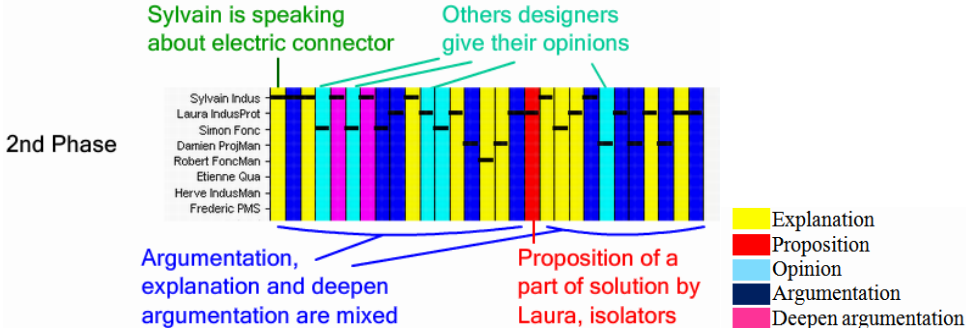 Sylvain is speaking
about electric connector
Others designers
give their opinions
2nd Phase
Sylvain Indus
Laura IndusProt
Simon Fonc
Damien ProjMan
Robert FoncMan
Etienne Qua
Herve IndusMan
Frederic PMS
Argumentation,
explanation and deepen
argumentation are mixed
Proposition of a
part of solution by
Laura, isolators
Explanation
Proposition
Opinion
Argumentation
Deepen argumentation